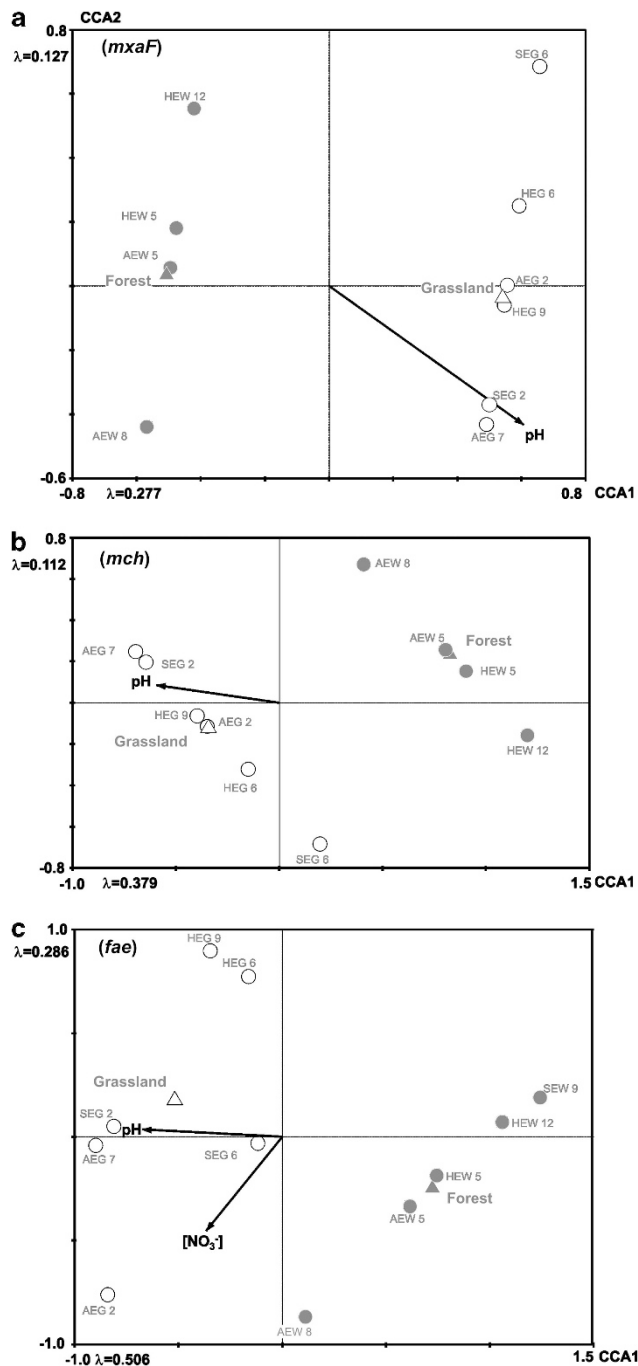 a
CCA2
0.8
λ=0.127
(mxaF)
SEG 6
HEW 12
HEG 6
HEW 5
AEW 5
Forest
AEG 2
Grassland
HEG 9
SEG 2
AEW 8
AEG 7
pH
-0.6
-0.8
λ=0.277
0.8
CCA1
b
0.8
λ=0.112
(mch)
AEW 8
AEG 7
SEG 2
AEW 5
Forest
HEW 5
pH
HEG 9
AEG 2
Grassland
HEW 12
HEG 6
SEG 6
-0.8
-1.0
λ=0.379
1.5 CCA1
c
1.0
λ=0.286
(fae)
HEG 9
HEG 6
Grassland
SEG 2
pH
AEG 7
SEG 6
SEW 9
HEW 12
HEW 5
Forest
AEW 5
[NO3-]
AEG 2
AEW 8
-1.0
-1.0 λ=0.506
1.5
CCA1